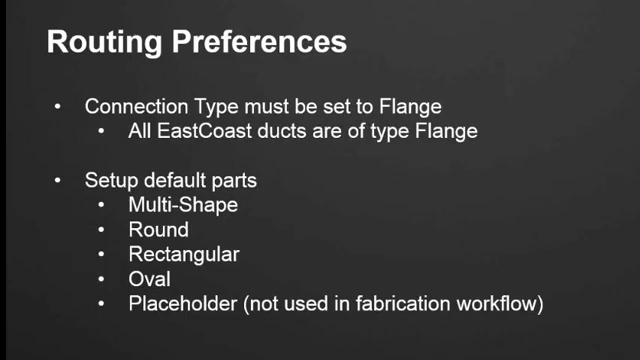 Routing Preferences
• Connection Type must be set to Flange
• All EastCoast ducts are of type Flange
• Setup default parts
• Multi-Shape
• Round
• Rectangular
• Oval
• Placeholder (not used in fabrication workflow)